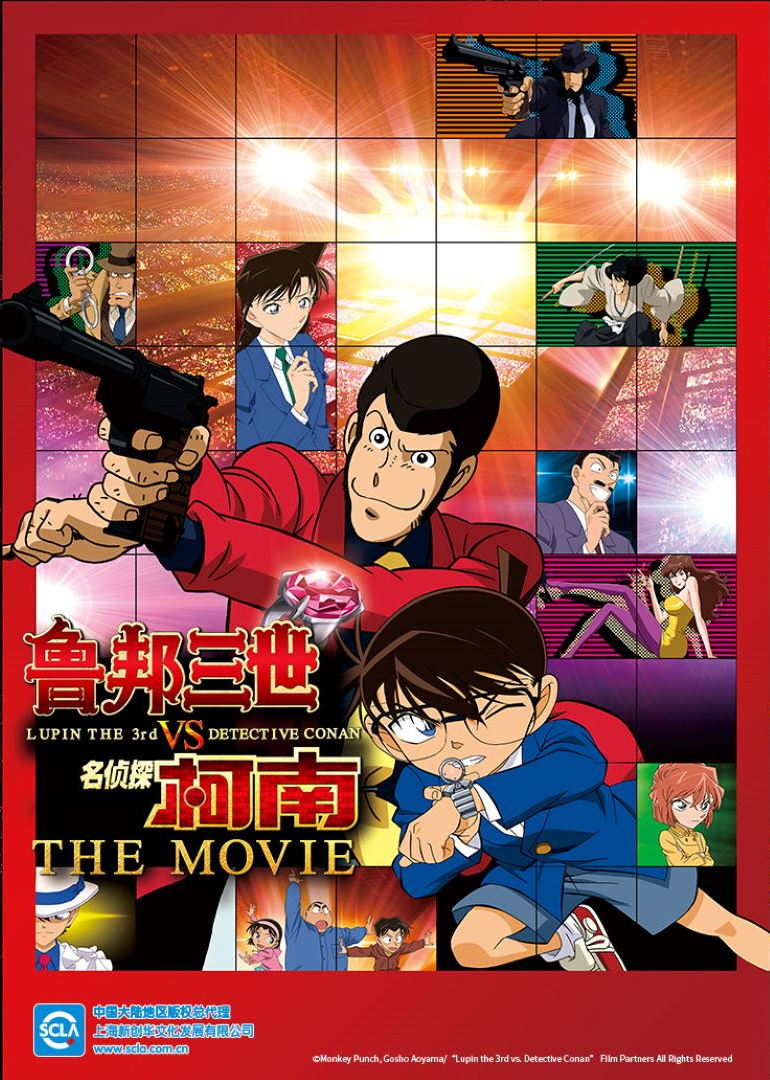 鲁邦三世
LUPIN THE 3rd VS DETECTIVE CONAN
名侦探 柯南
THE MOVIE
SCLA
中国大陆地区版权总代理
上海新创华文化发展有限公司
www.scla.com.cn
©Monkey Punch, Gosho Aoyama/ “Lupin the 3rd vs. Detective Conan” Film Partners All Rights Reserved